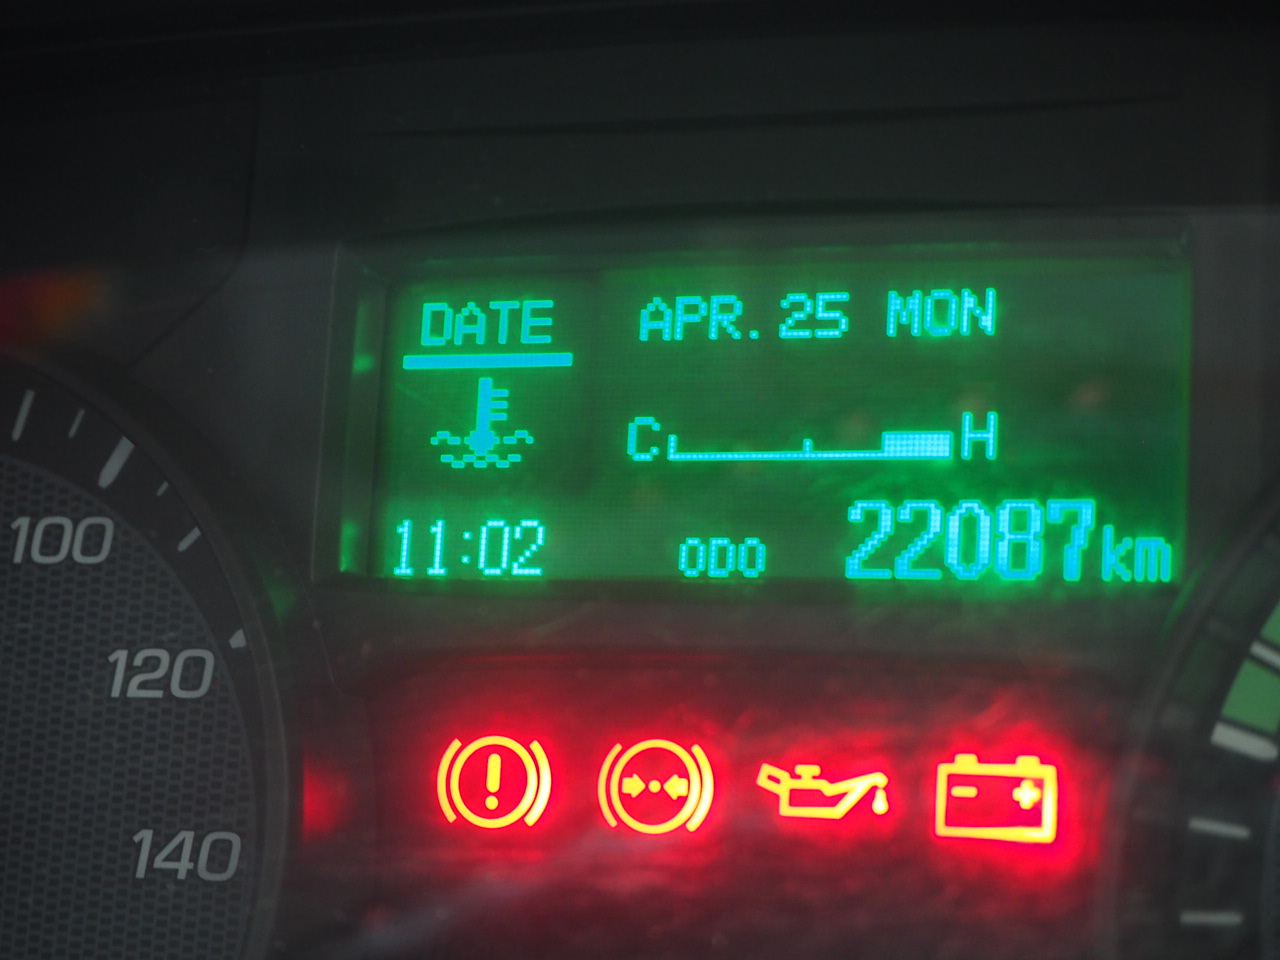 DATE APR. 25 MON
C H
11:02 ODO 22087km
100
120
140